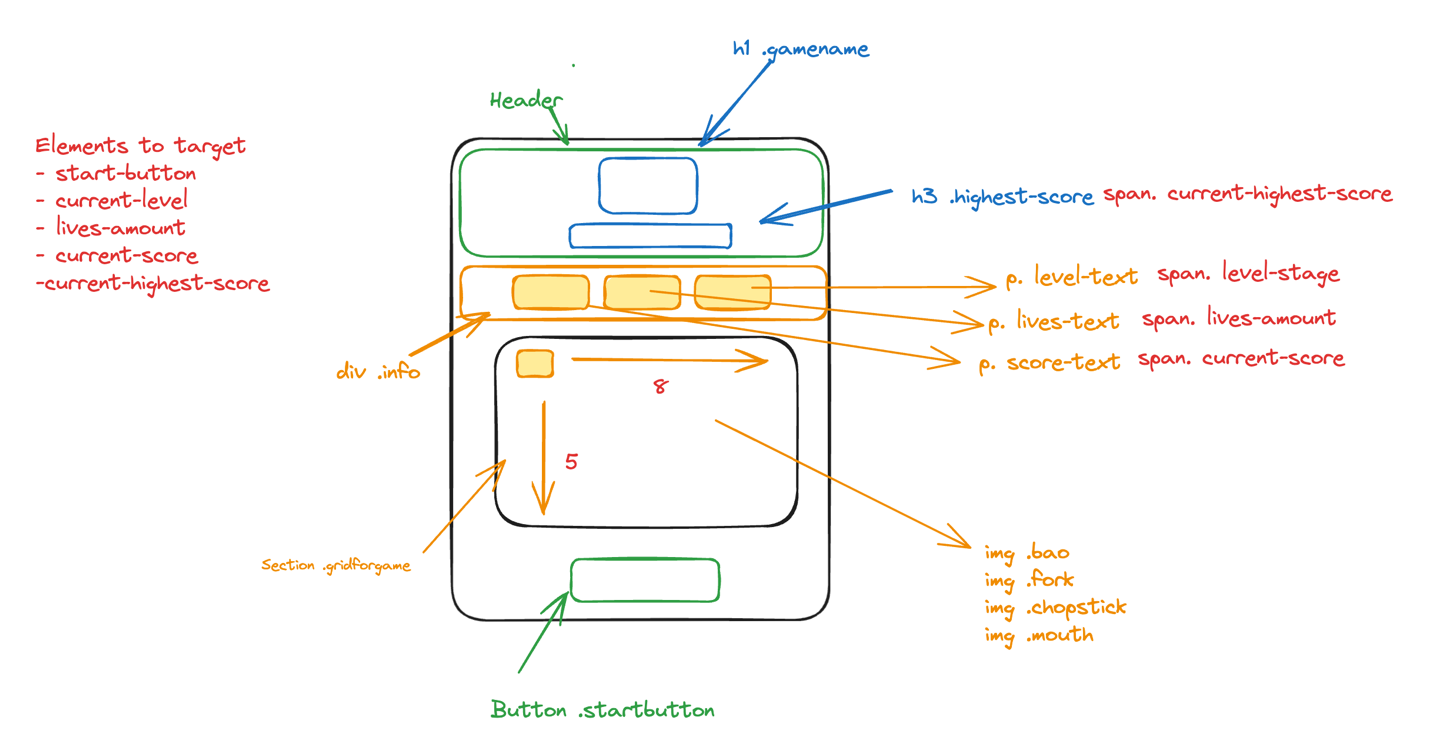 h1 .gamename
Header
Elements to target
- start-button
- current-level
- lives-amount
- current-score
-current-highest-score
h3 .highest-score span. current-highest-score
p. level-text span. level-stage
p. lives-text span. lives-amount
p. score-text span. current-score
div .info
8
5
Section .gridforgame
img .bao
img .fork
img .chopstick
img .mouth
Button .startbutton